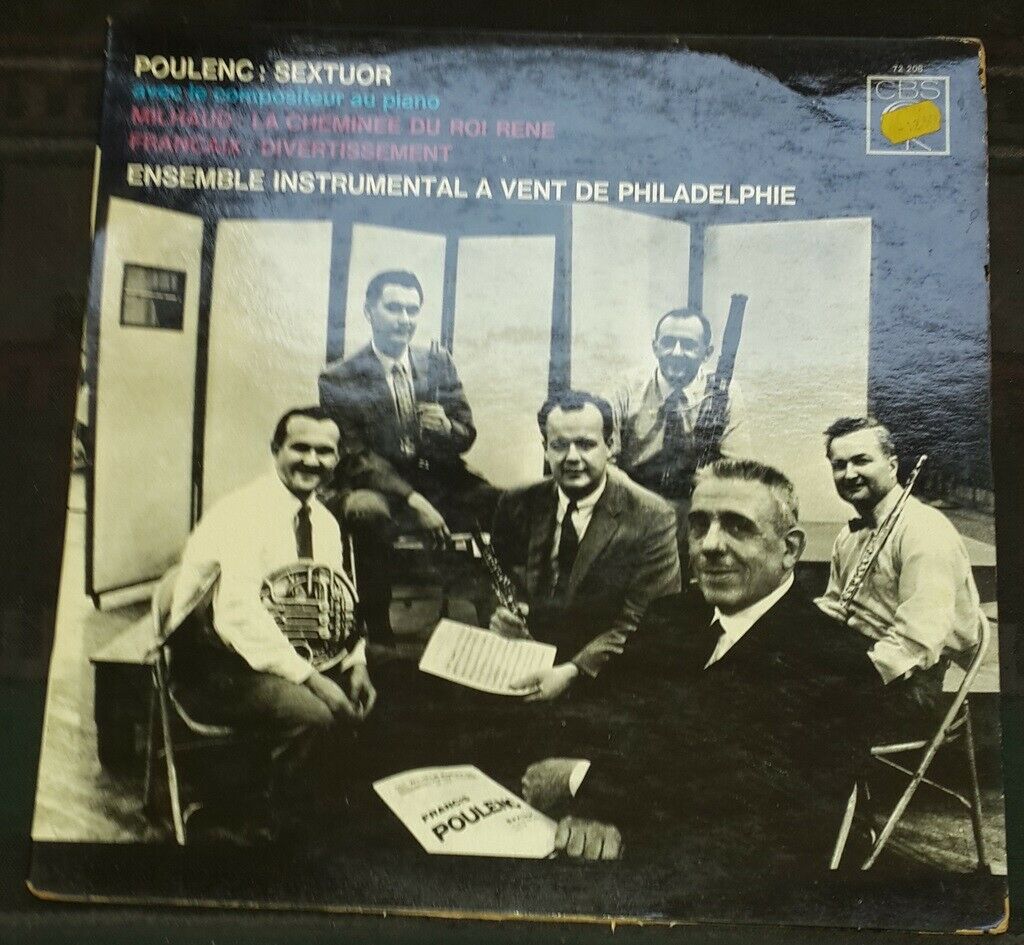 POULENC : SEXTUOR
avec le compositeur au piano
MILHAUD : LA CHEMINEE DU ROI RENE
FRANCAIX : DIVERTISSEMENT
ENSEMBLE INSTRUMENTAL A VENT DE PHILADELPHIE
72 206
CBS
FRANCIS
POULENC